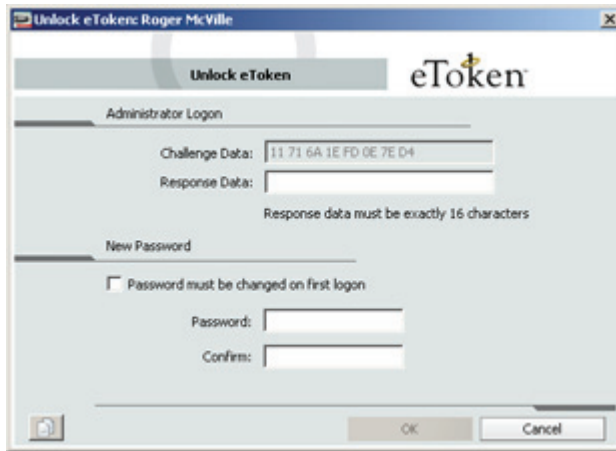 Unlock eToken: Roger McVille
Unlock eToken
eToken
Administrator Logon
Challenge Data: 11 71 6A 1E FD 0E 7E D4
Response Data:
Response data must be exactly 16 characters
New Password
Password must be changed on first logon
Password:
Confirm:
OK Cancel